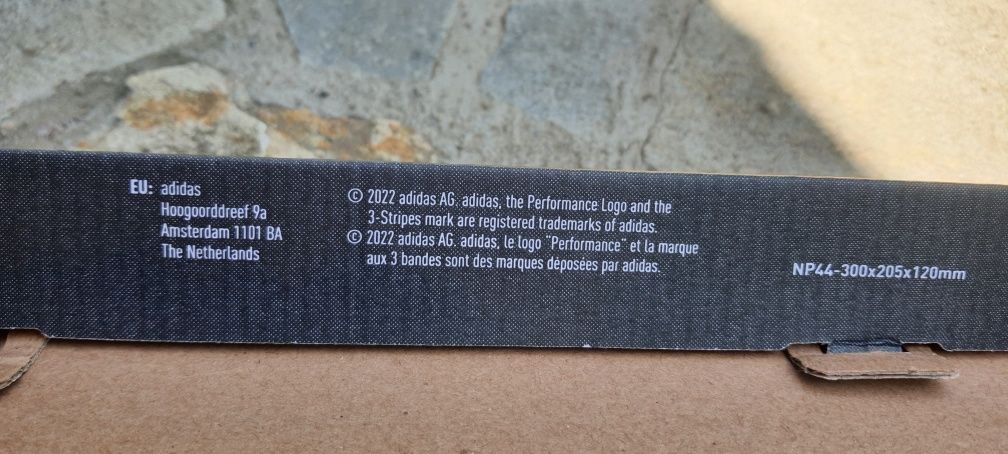 EU: adidas
Hoogoorddreef 9a
Amsterdam 1101 BA
The Netherlands
© 2022 adidas AG. adidas, the Performance Logo and the
3-Stripes mark are registered trademarks of adidas.
© 2022 adidas AG. adidas, le logo "Performance" et la marque
aux 3 bandes sont des marques déposées par adidas.
NP44-300x205x120mm